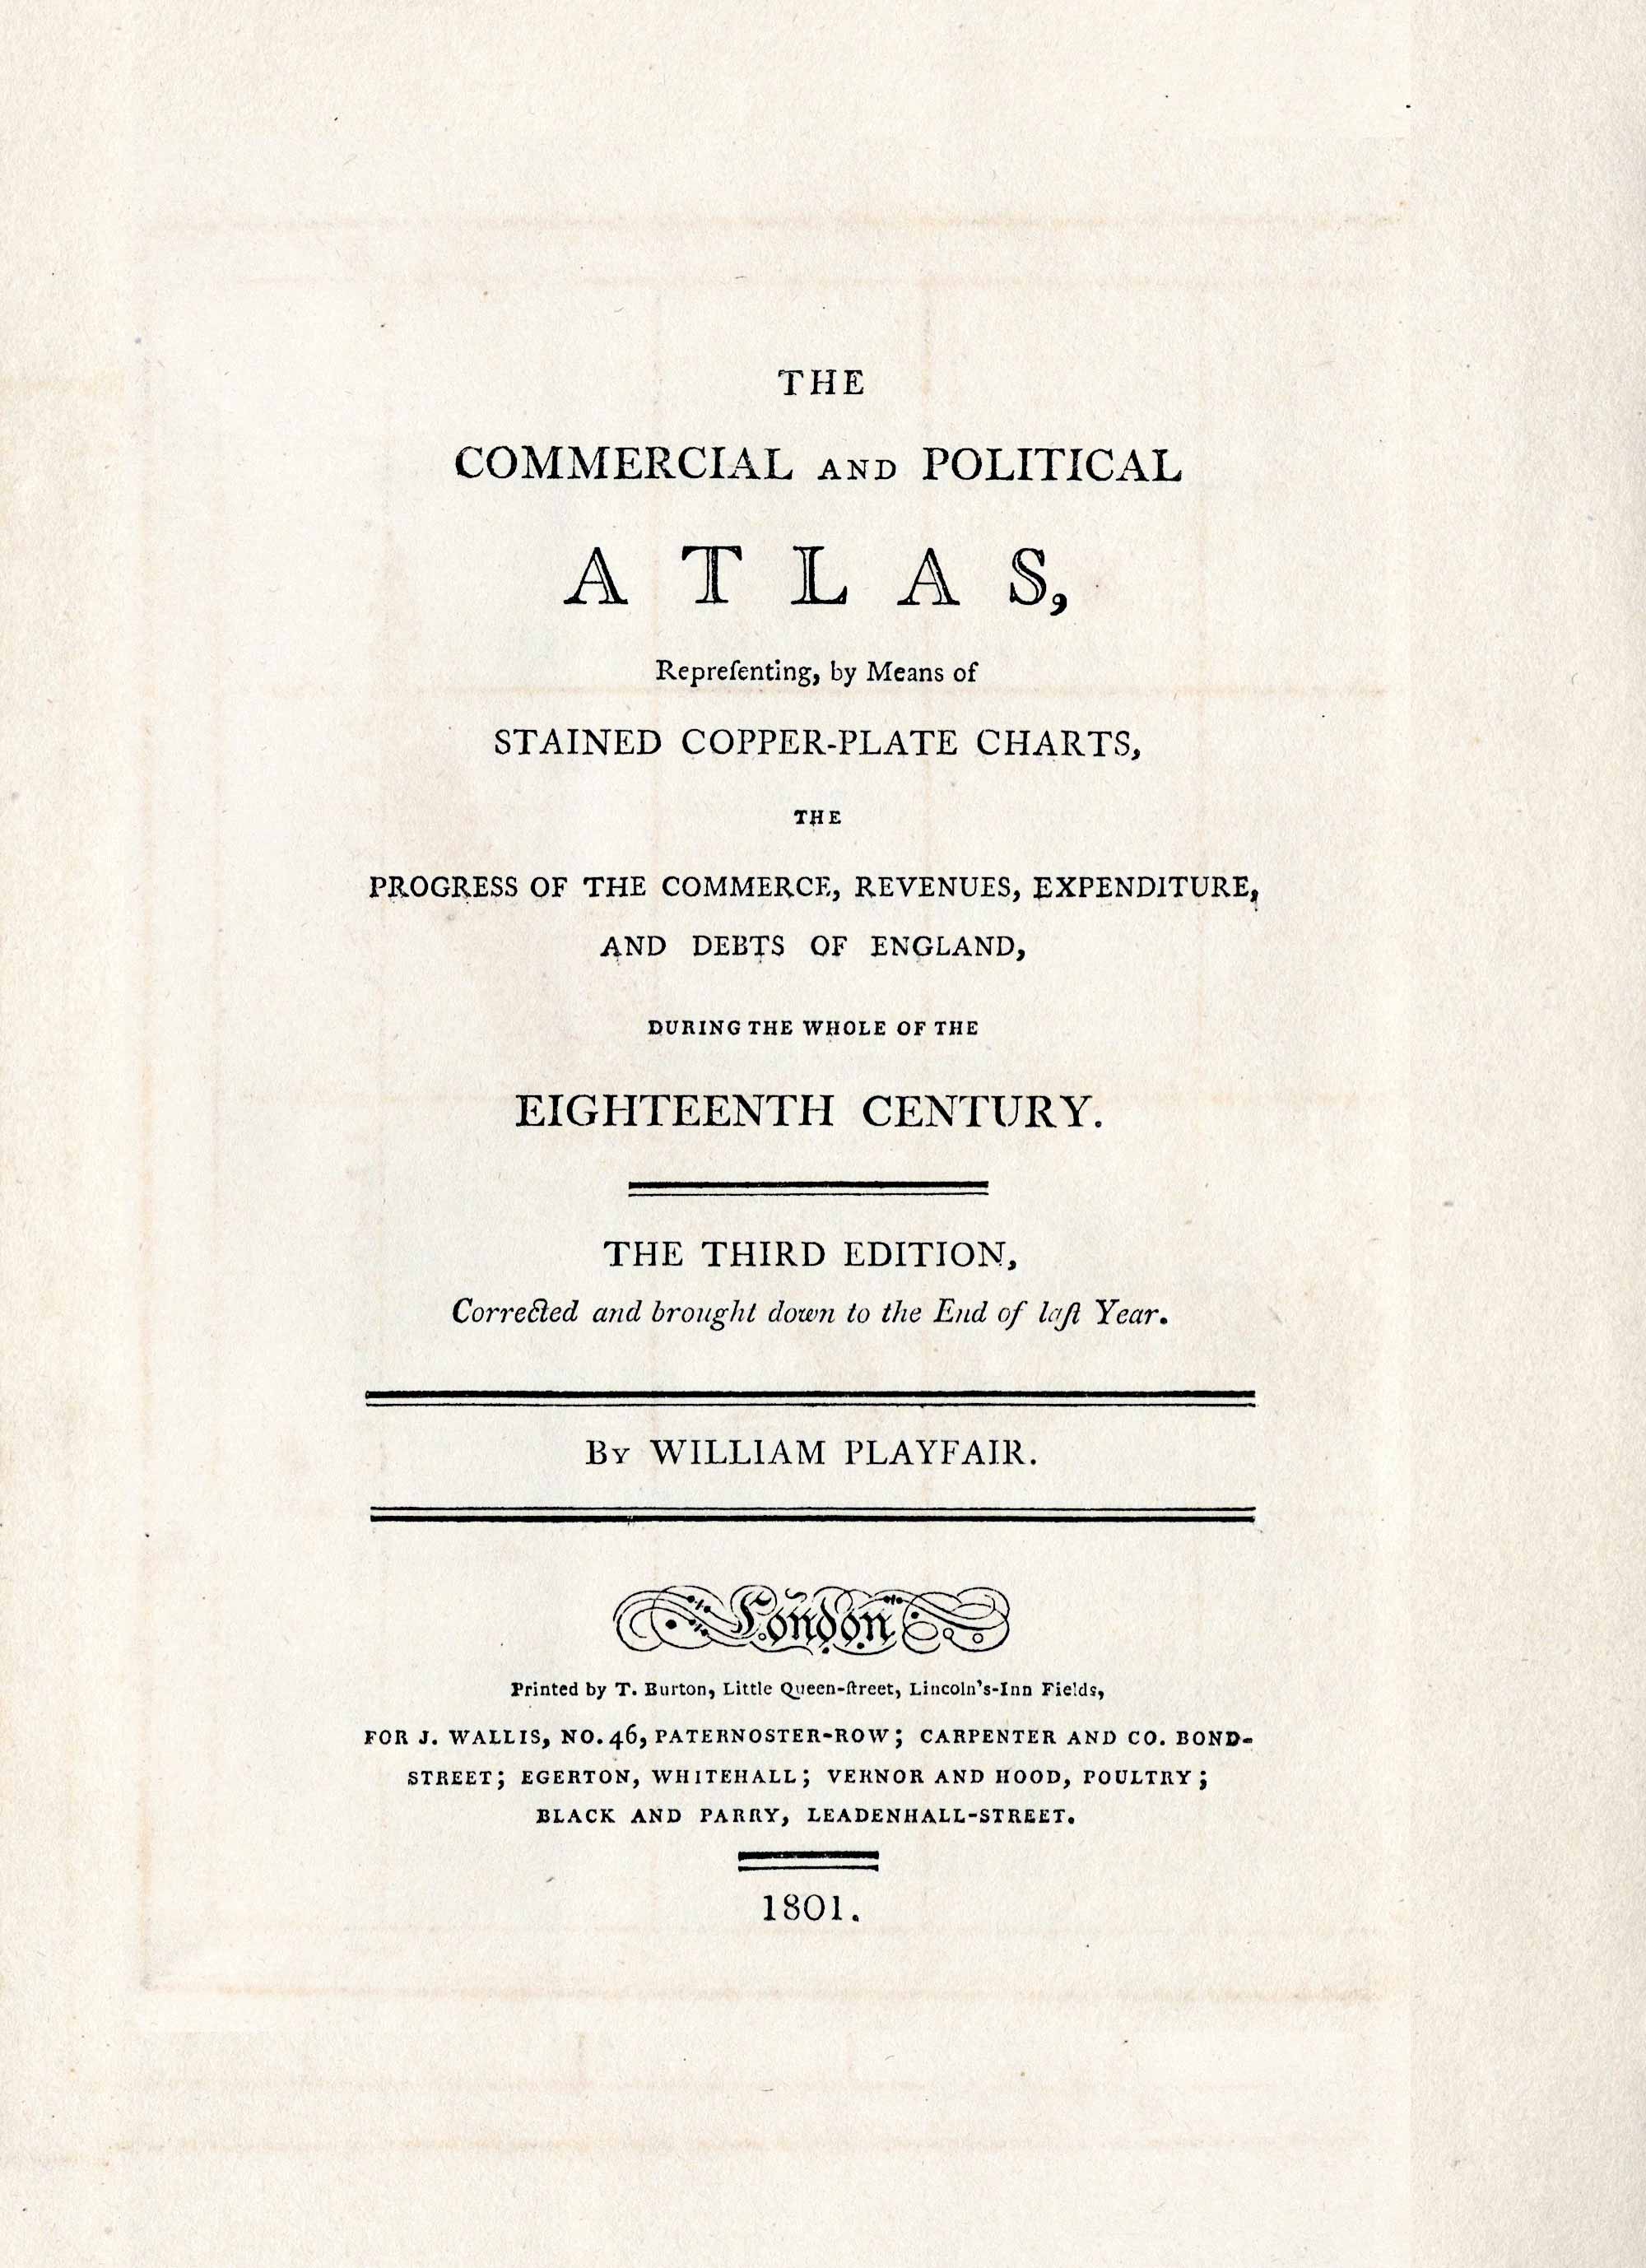 THE
COMMERCIAL AND POLITICAL
ATLAS,
Repreſenting, by Means of
STAINED COPPER-PLATE CHARTS,
THE
PROGRESS OF THE COMMERCE, REVENUES, EXPENDITURE,
AND DEBTS OF ENGLAND,
DURING THE WHOLE OF THE
EIGHTEENTH CENTURY.
THE THIRD EDITION,
Corrected and brought down to the End of laſt Year.
By WILLIAM PLAYFAIR.
London
Printed by T. Burton, Little Queen-ſtreet, Lincoln's-Inn Fields,
FOR J. WALLIS, NO. 46, PATERNOSTER-ROW; CARPENTER AND CO. BOND-
STREET; EGERTON, WHITEHALL; VERNOR AND HOOD, POULTRY;
BLACK AND PARRY, LEADENHALL-STREET.
1801.